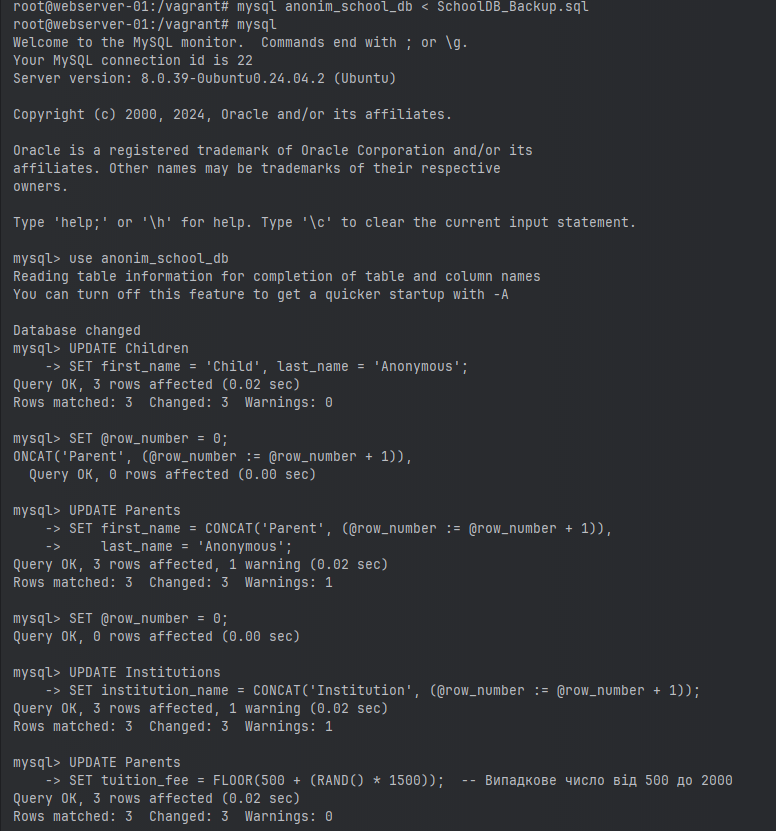 root@webserver-01:/vagrant# mysql anonim_school_db < SchoolDB_Backup.sql
root@webserver-01:/vagrant# mysql
Welcome to the MySQL monitor.  Commands end with ; or \g.
Your MySQL connection id is 22
Server version: 8.0.39-0ubuntu0.24.04.2 (Ubuntu)

Copyright (c) 2000, 2024, Oracle and/or its affiliates.

Oracle is a registered trademark of Oracle Corporation and/or its
affiliates. Other names may be trademarks of their respective
owners.

Type 'help;' or '\h' for help. Type '\c' to clear the current input statement.

mysql> use anonim_school_db
Reading table information for completion of table and column names
You can turn off this feature to get a quicker startup with -A

Database changed
mysql> UPDATE Children
    -> SET first_name = 'Child', last_name = 'Anonymous';
Query OK, 3 rows affected (0.02 sec)
Rows matched: 3  Changed: 3  Warnings: 0

mysql> SET @row_number = 0;
ONCAT('Parent', (@row_number := @row_number + 1)),
  Query OK, 0 rows affected (0.00 sec)

mysql> UPDATE Parents
    -> SET first_name = CONCAT('Parent', (@row_number := @row_number + 1)),
    ->     last_name = 'Anonymous';
Query OK, 3 rows affected, 1 warning (0.02 sec)
Rows matched: 3  Changed: 3  Warnings: 1

mysql> SET @row_number = 0;
Query OK, 0 rows affected (0.00 sec)

mysql> UPDATE Institutions
    -> SET institution_name = CONCAT('Institution', (@row_number := @row_number + 1));
Query OK, 3 rows affected, 1 warning (0.02 sec)
Rows matched: 3  Changed: 3  Warnings: 1

mysql> UPDATE Parents
    -> SET tuition_fee = FLOOR(500 + (RAND() * 1500));  -- Випадкове число від 500 до 2000
Query OK, 3 rows affected (0.02 sec)
Rows matched: 3  Changed: 3  Warnings: 0